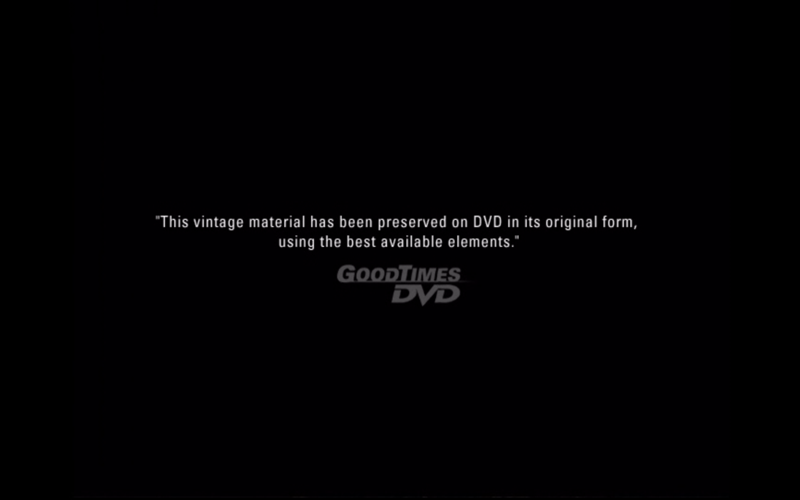 "This vintage material has been preserved on DVD in its original form,
using the best available elements."
GOODTIMES
DVD